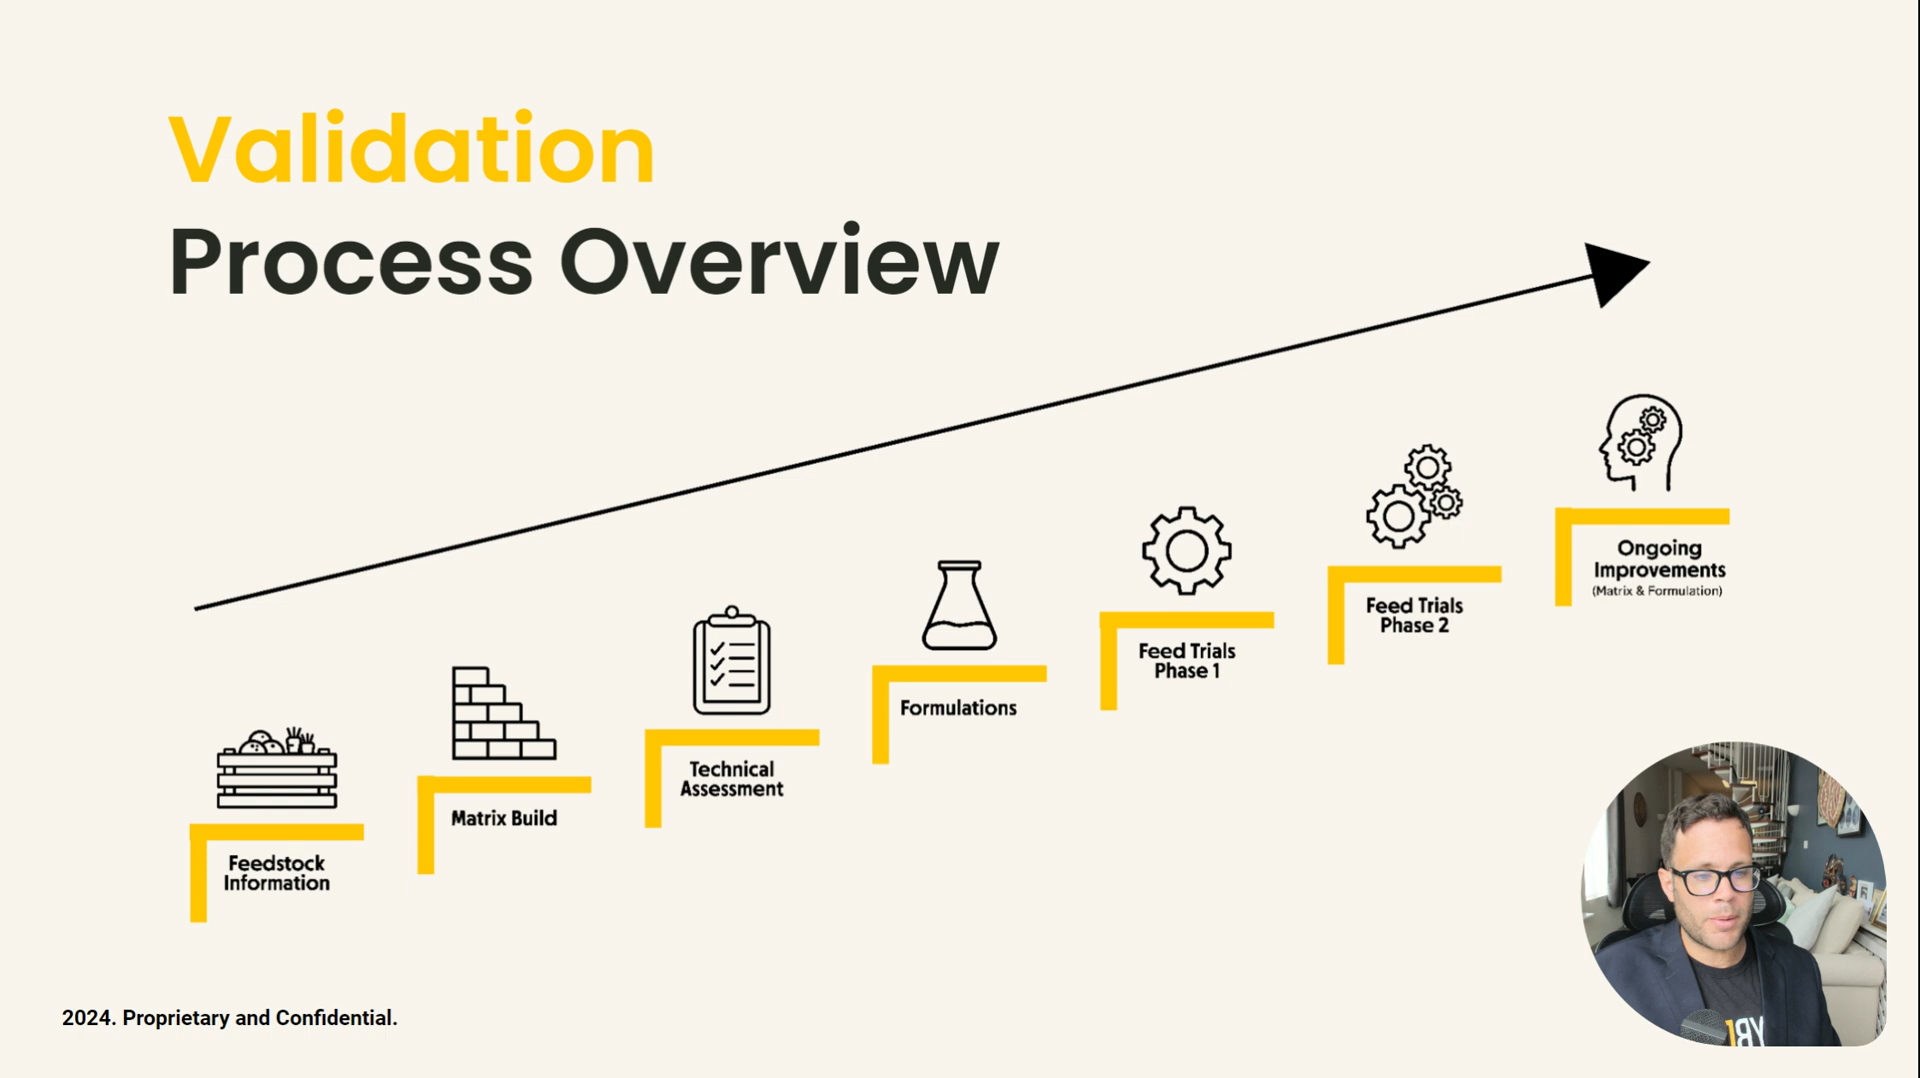 Validation
Process Overview
Feedstock
Information
Matrix Build
Technical
Assessment
Formulations
Feed Trials
Phase 1
Feed Trials
Phase 2
Ongoing
Improvements
(Matrix & Formulation)
2024. Proprietary and Confidential.